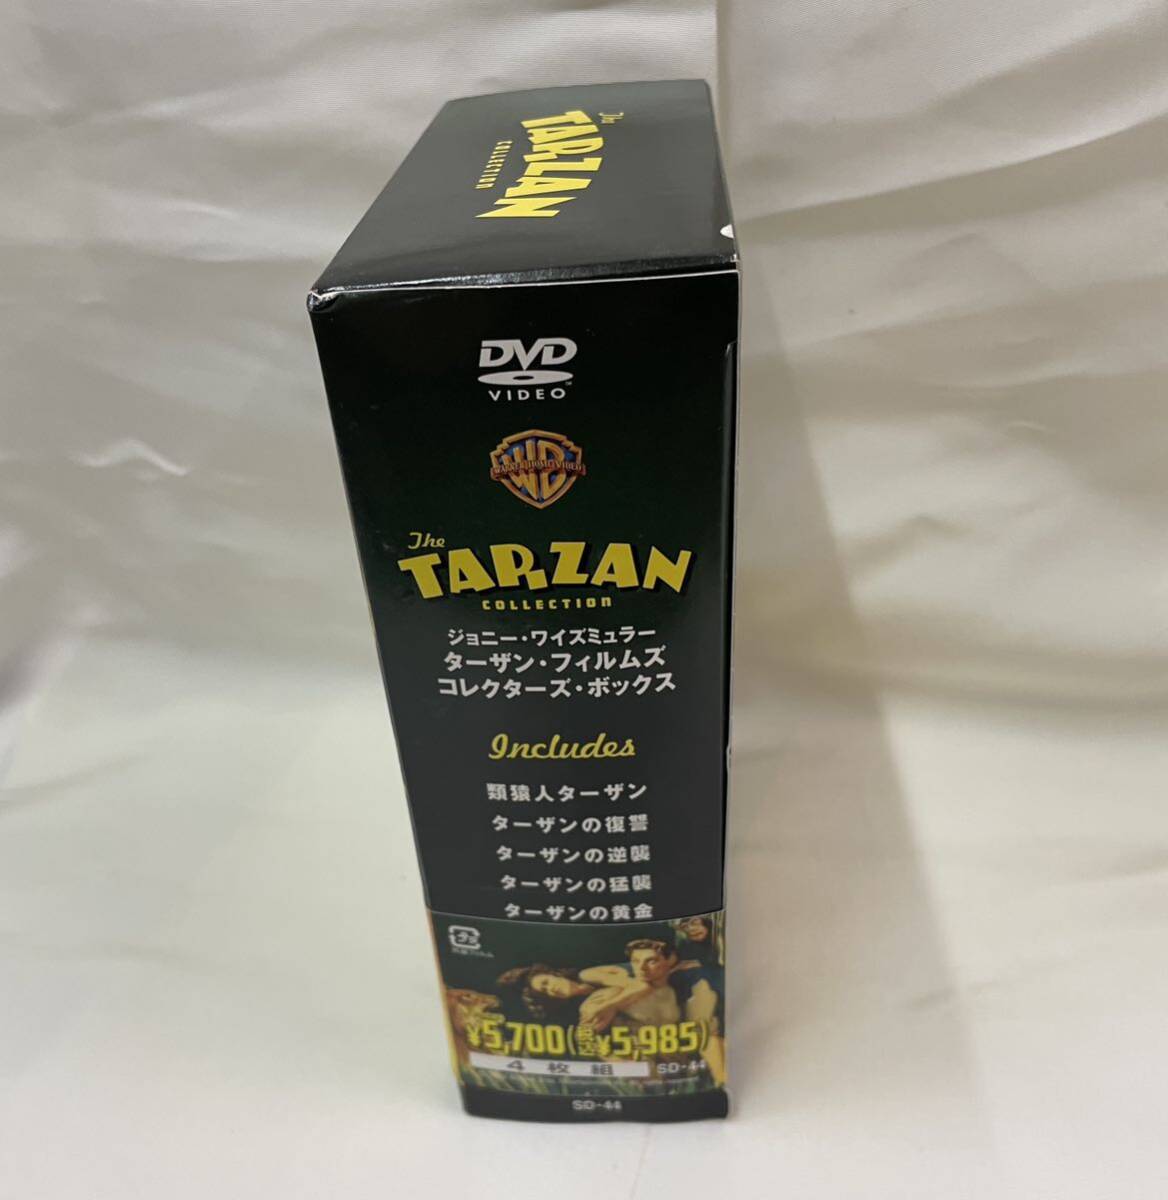 The
TARZAN
COLLECTION
DVD
VIDEO
WB
WARNER HOME VIDEO
The
TARZAN
COLLECTION
ジョニー・ワイズミュラー
ターザン・フィルムズ
コレクターズ・ボックス
Includes
類猿人ターザン
ターザンの復讐
ターザンの逆襲
ターザンの猛襲
ターザンの黄金
¥5,700(税込¥5,985)
4枚組 SD-44
SD-44